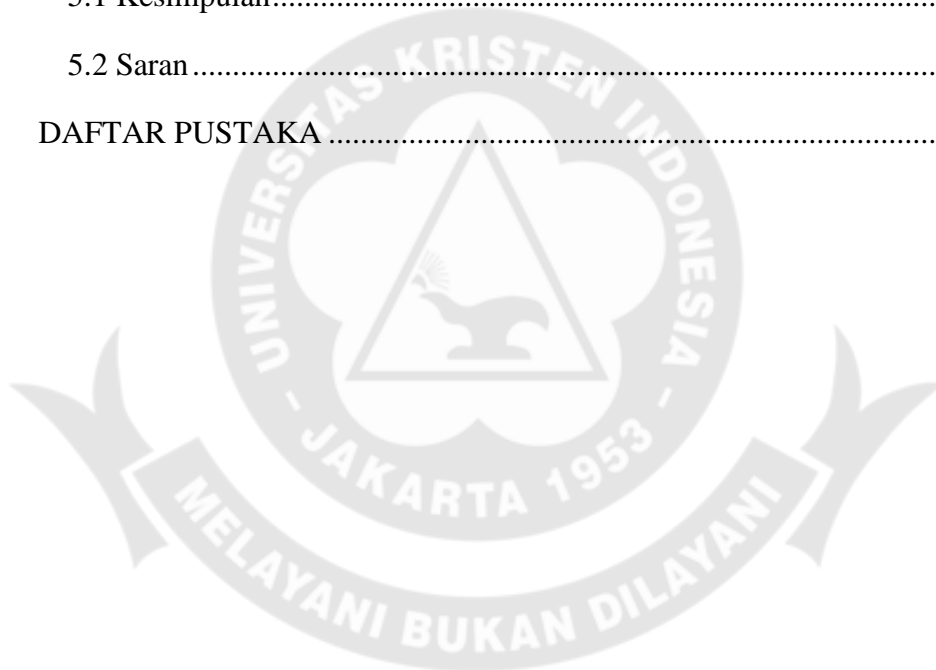 5.1 Kesimpulan..............................................................................
5.2 Saran.........................................................................................
DAFTAR PUSTAKA.........................................................................
UNIVERSITAS KRISTEN INDONESIA
- JAKARTA 1953 -
MELAYANI BUKAN DILAYANI